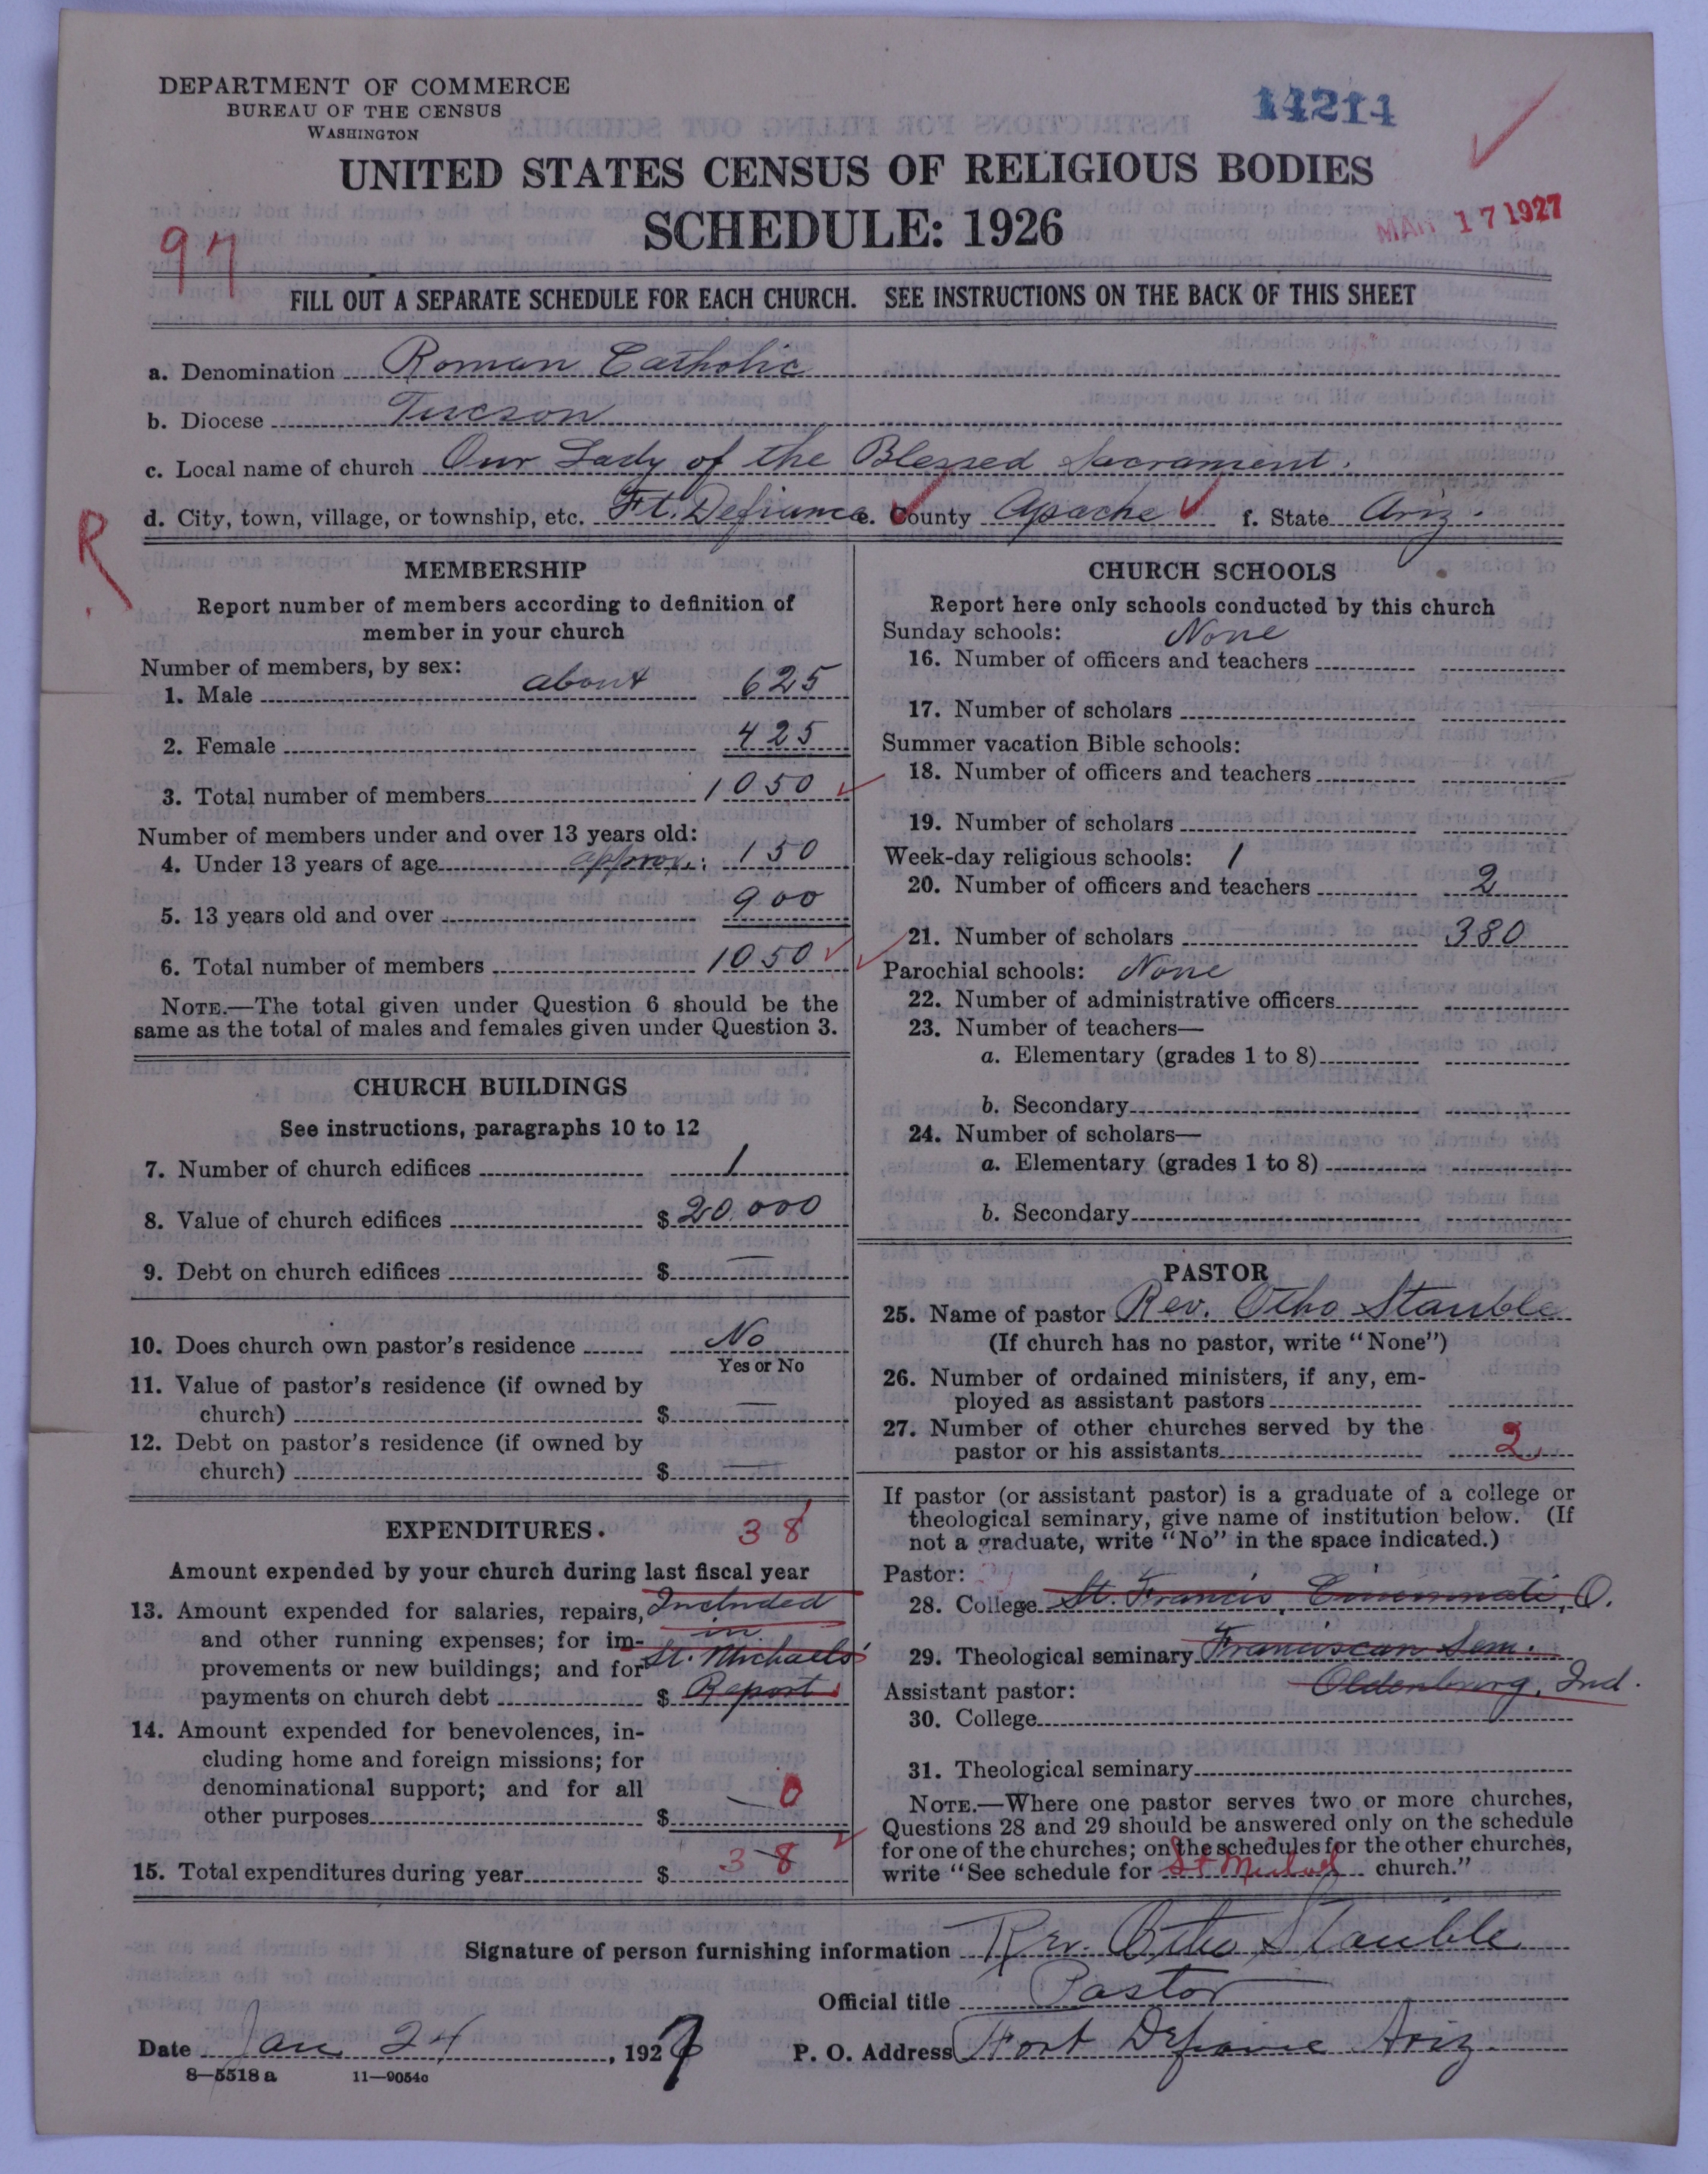 DEPARTMENT OF COMMERCE
BUREAU OF THE CENSUS
WASHINGTON
14214
UNITED STATES CENSUS OF RELIGIOUS BODIES
SCHEDULE: 1926
MAR 17 1927
97
FILL OUT A SEPARATE SCHEDULE FOR EACH CHURCH. SEE INSTRUCTIONS ON THE BACK OF THIS SHEET
a. Denomination Roman Catholic
b. Diocese Tucson
c. Local name of church Our Lady of the Blessed Sacrament.
d. City, town, village, or township, etc. Ft. Defiance e. County Apache f. State Ariz.
R
MEMBERSHIP
Report number of members according to definition of
member in your church
Number of members, by sex:
1. Male about 625
2. Female 425
3. Total number of members 1050
Number of members under and over 13 years old:
4. Under 13 years of age approx: 150
5. 13 years old and over 900
6. Total number of members 1050
NOTE.—The total given under Question 6 should be the
same as the total of males and females given under Question 3.
CHURCH BUILDINGS
See instructions, paragraphs 10 to 12
7. Number of church edifices 1
8. Value of church edifices $ 20.000
9. Debt on church edifices $ —
10. Does church own pastor's residence No
Yes or No
11. Value of pastor's residence (if owned by
church) $ —
12. Debt on pastor's residence (if owned by
church) $ —
EXPENDITURES. 38
Amount expended by your church during last fiscal year
13. Amount expended for salaries, repairs, Included
and other running expenses; for im- in
provements or new buildings; and for St. Michaels'
payments on church debt $ Report
14. Amount expended for benevolences, in-
cluding home and foreign missions; for
denominational support; and for all
other purposes $ — 0
15. Total expenditures during year $ 38
CHURCH SCHOOLS
Report here only schools conducted by this church
Sunday schools: None
16. Number of officers and teachers
17. Number of scholars
Summer vacation Bible schools:
18. Number of officers and teachers
19. Number of scholars
Week-day religious schools: 1
20. Number of officers and teachers 2
21. Number of scholars 380
Parochial schools: None
22. Number of administrative officers
23. Number of teachers—
a. Elementary (grades 1 to 8)
b. Secondary
24. Number of scholars—
a. Elementary (grades 1 to 8)
b. Secondary
PASTOR
25. Name of pastor Rev. Otho Stauble
(If church has no pastor, write "None")
26. Number of ordained ministers, if any, em-
ployed as assistant pastors
27. Number of other churches served by the
pastor or his assistants 2
If pastor (or assistant pastor) is a graduate of a college or
theological seminary, give name of institution below. (If
not a graduate, write "No" in the space indicated.)
Pastor:
28. College St. Francis, Cincinnati, O.
29. Theological seminary Franciscan Sem.
Assistant pastor: Oldenburg, Ind.
30. College
31. Theological seminary
NOTE.—Where one pastor serves two or more churches,
Questions 28 and 29 should be answered only on the schedule
for one of the churches; on the schedules for the other churches,
write "See schedule for St Michael church."
Signature of person furnishing information Rev. Otho Stauble
Official title Pastor
Date Jan 24, 1927 P. O. Address Fort Defiance Ariz.
8—5518 a 11—9054c